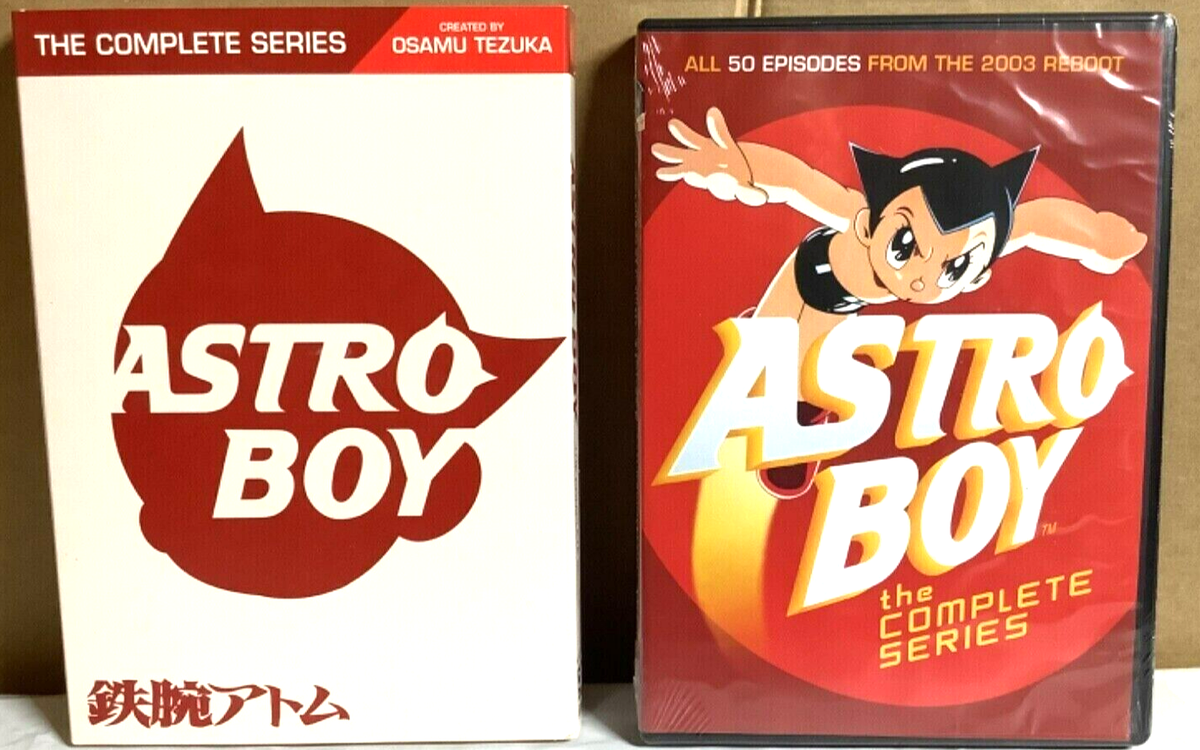 THE COMPLETE SERIES
CREATED BY
OSAMU TEZUKA
ASTRO
BOY
鉄腕アトム
ALL 50 EPISODES FROM THE 2003 REBOOT
ASTRO
BOY™
the
COMPLETE
SERIES